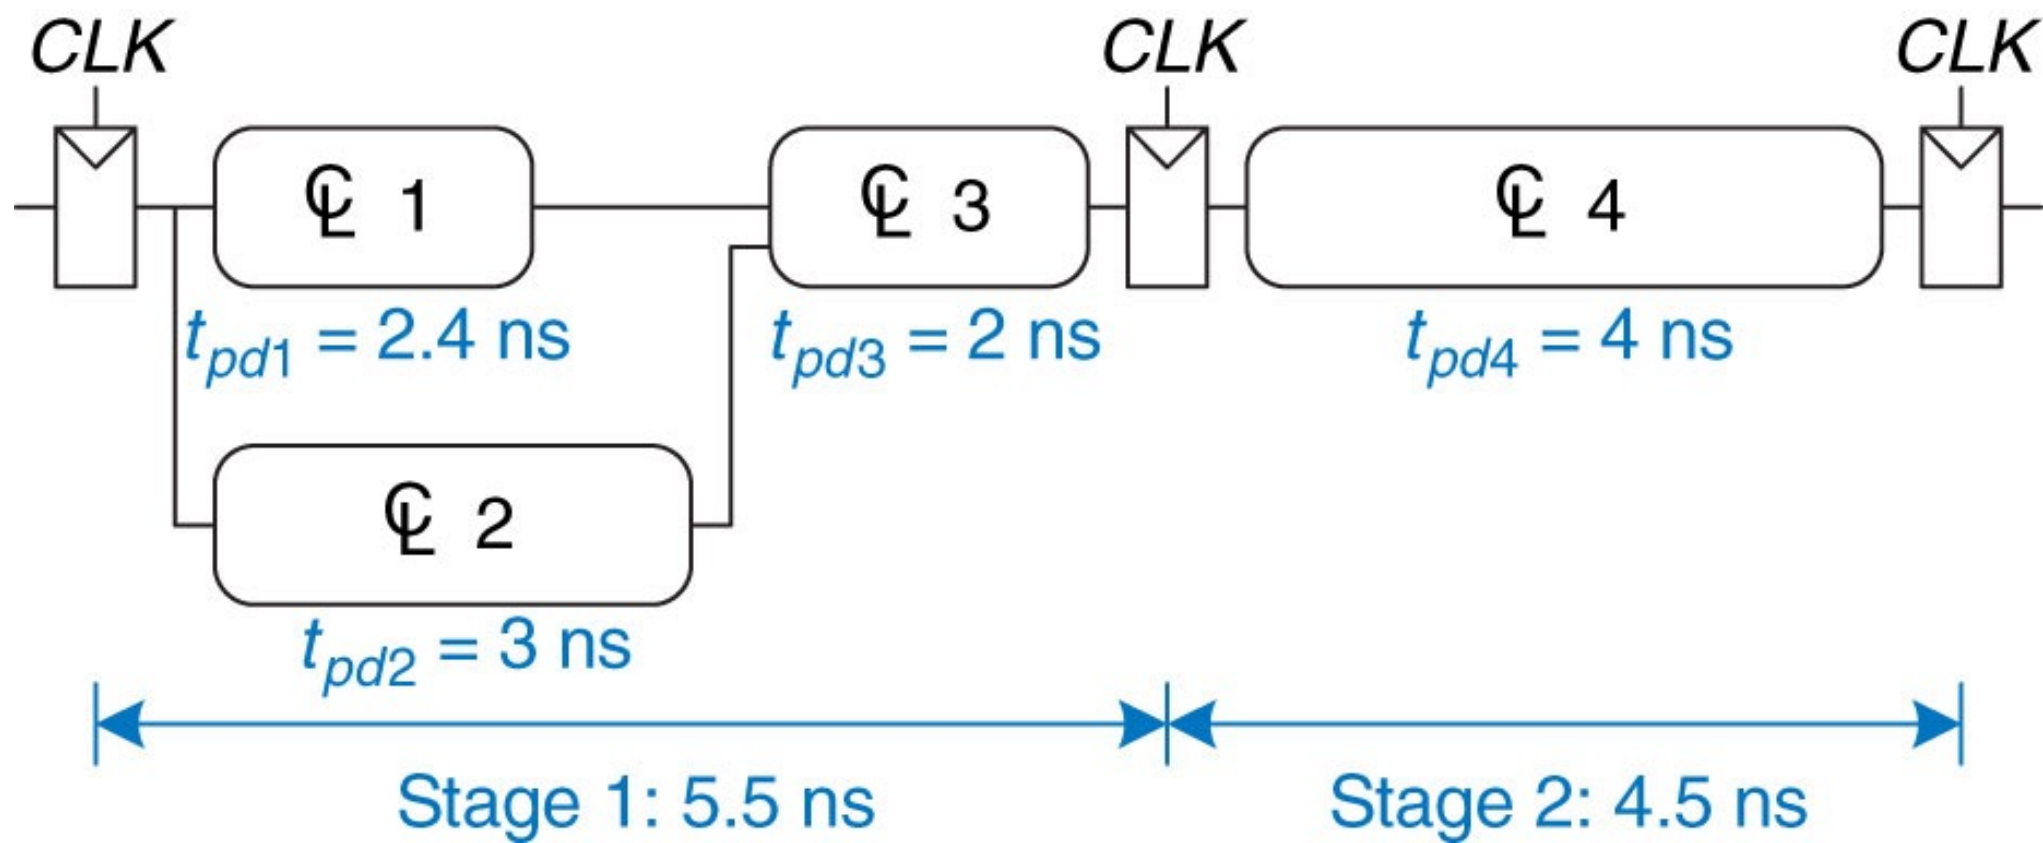 CLK CLK CLK
CL 1 CL 3 CL 4
tpd1 = 2.4 ns tpd3 = 2 ns tpd4 = 4 ns
CL 2
tpd2 = 3 ns
Stage 1: 5.5 ns Stage 2: 4.5 ns